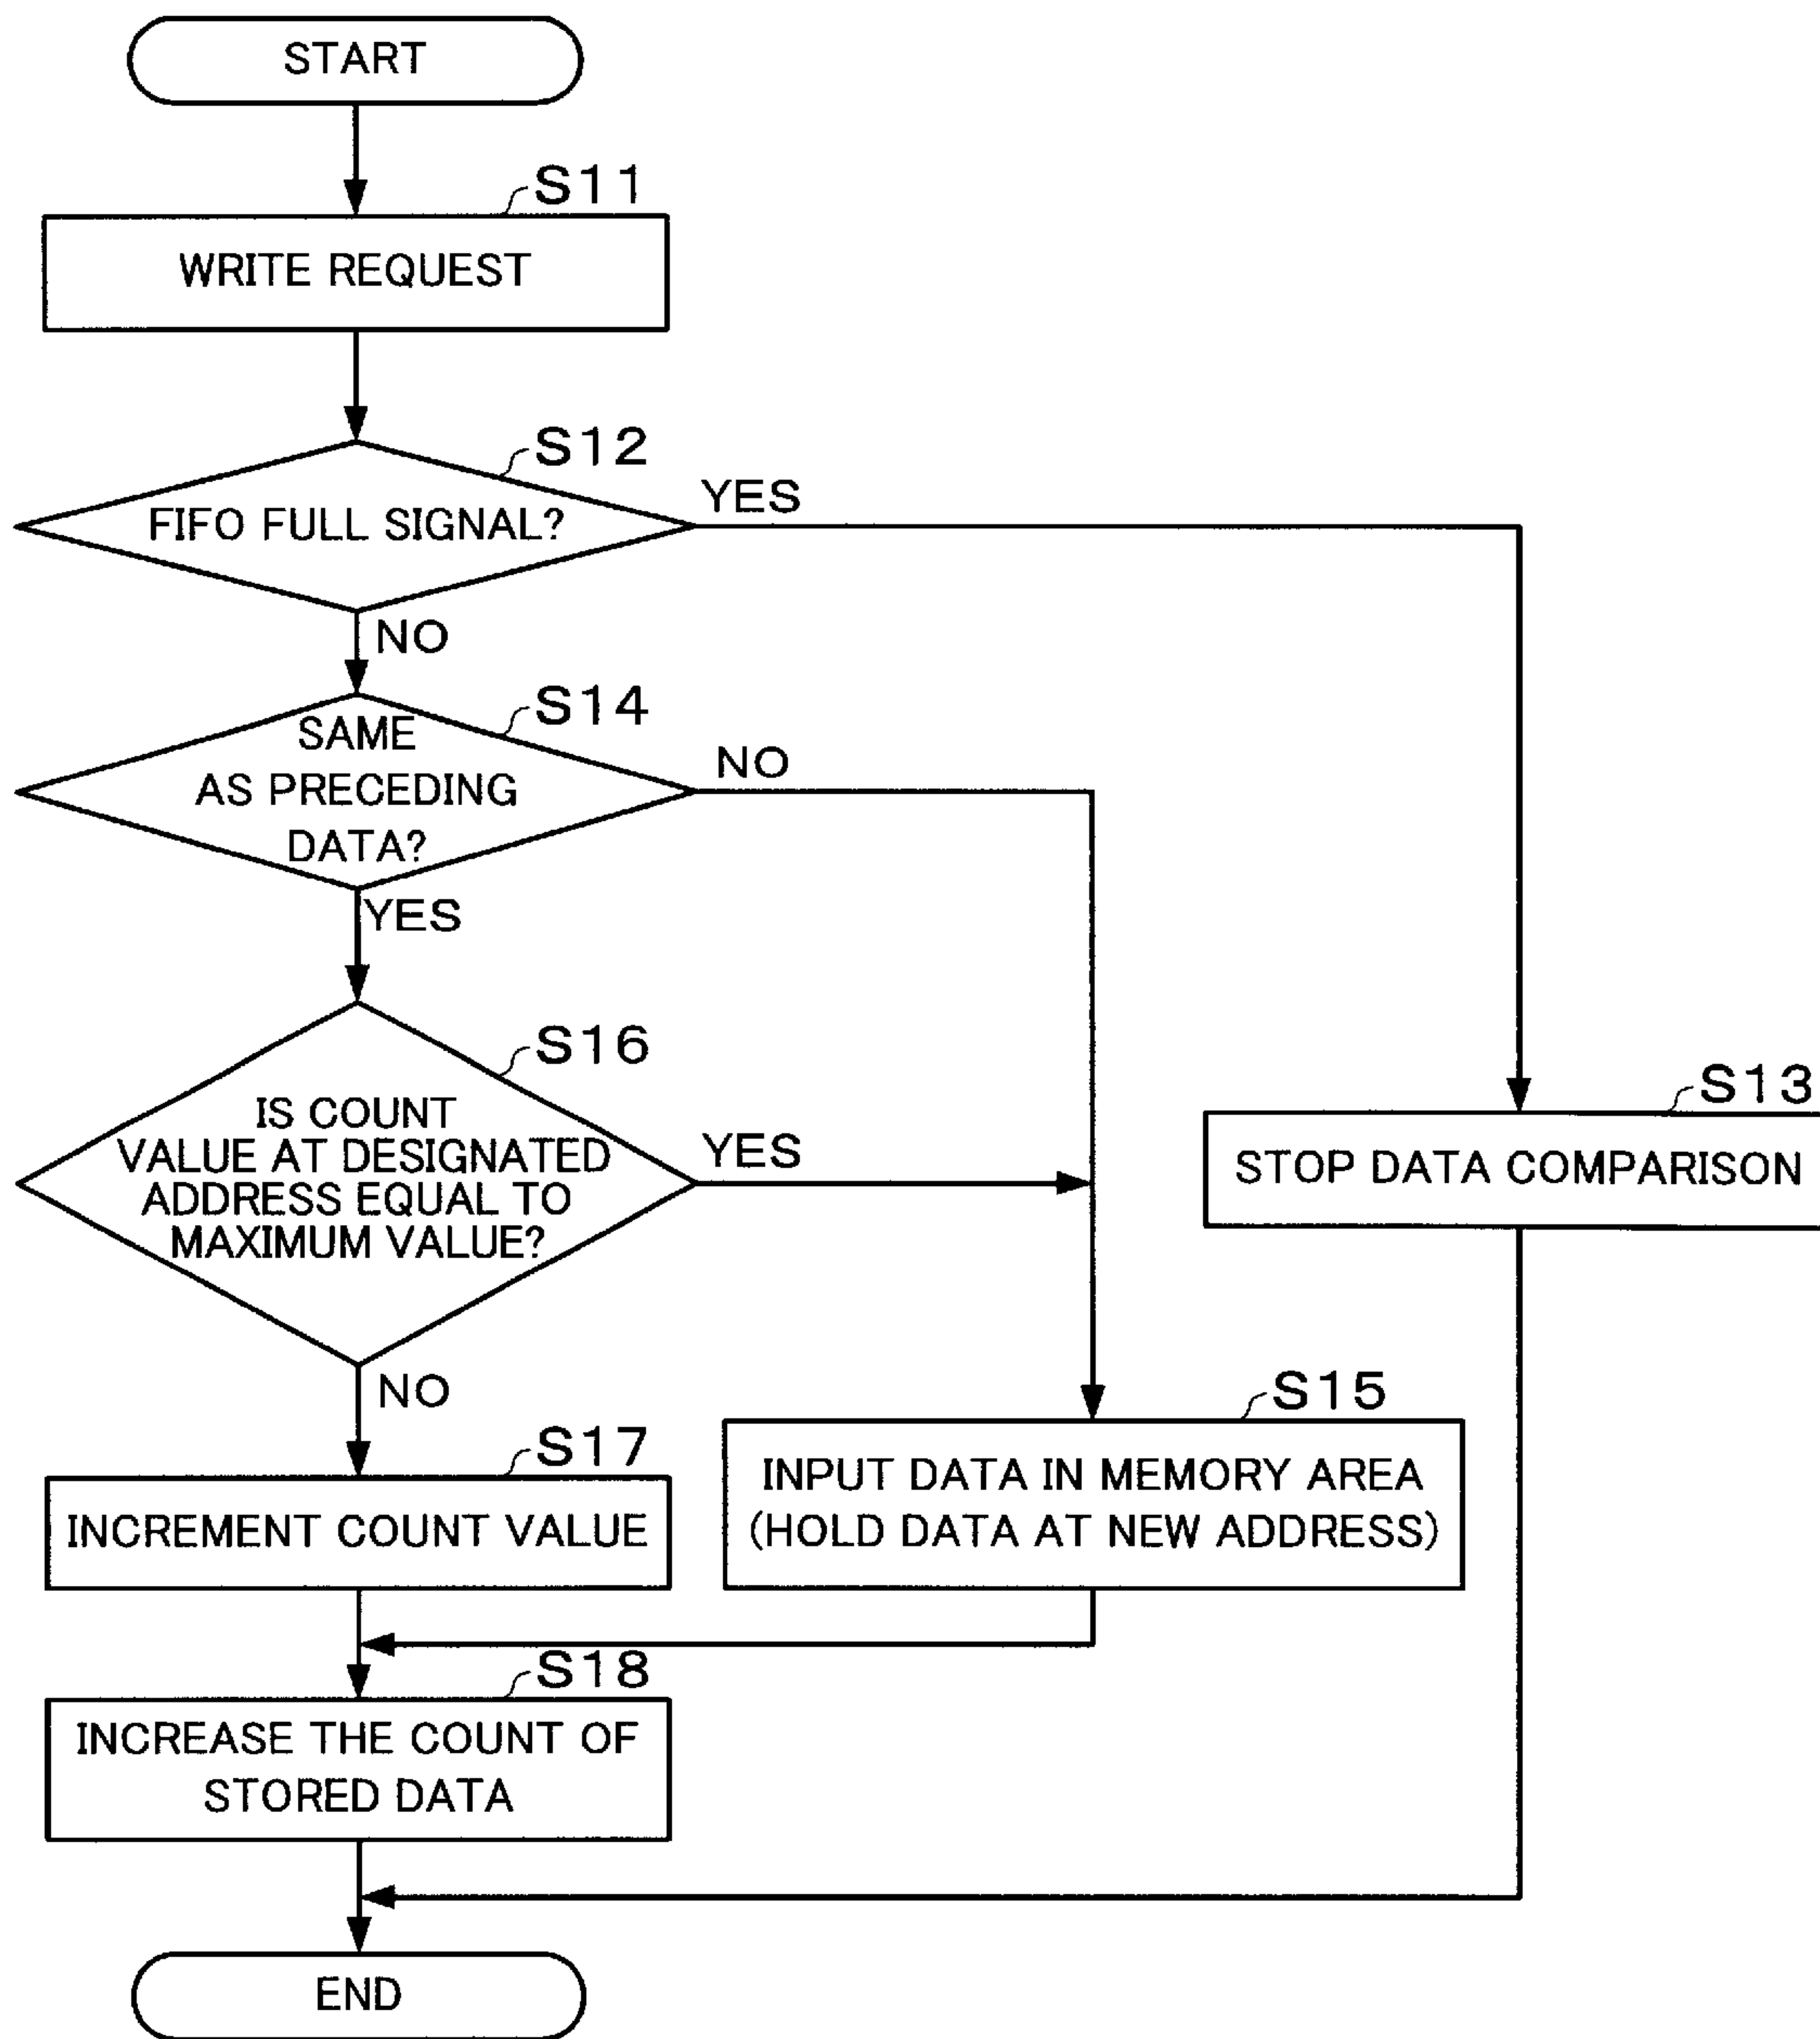 START
S11
WRITE REQUEST
S12
FIFO FULL SIGNAL?
YES
NO
S14
SAME
AS PRECEDING
DATA?
NO
YES
S16
IS COUNT
VALUE AT DESIGNATED
ADDRESS EQUAL TO
MAXIMUM VALUE?
YES
NO
S13
STOP DATA COMPARISON
S15
INPUT DATA IN MEMORY AREA
(HOLD DATA AT NEW ADDRESS)
S17
INCREMENT COUNT VALUE
S18
INCREASE THE COUNT OF
STORED DATA
END